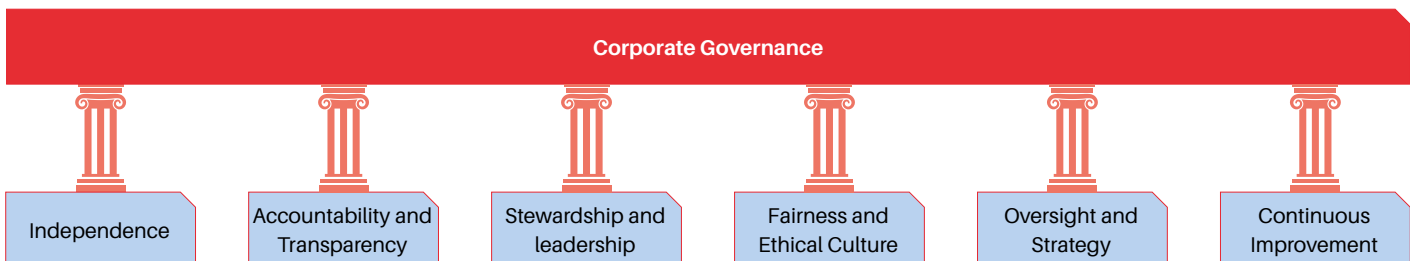 Corporate Governance
Independence
Accountability and
Transparency
Stewardship and
leadership
Fairness and
Ethical Culture
Oversight and
Strategy
Continuous
Improvement